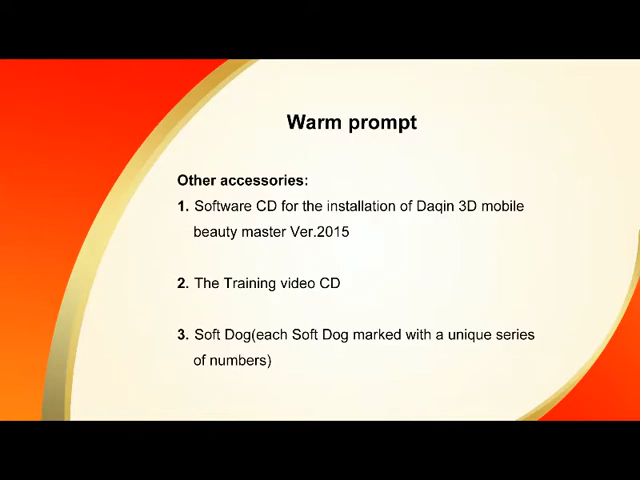 Warm prompt
Other accessories:
1. Software CD for the installation of Daqin 3D mobile
beauty master Ver.2015
2. The Training video CD
3. Soft Dog(each Soft Dog marked with a unique series
of numbers)